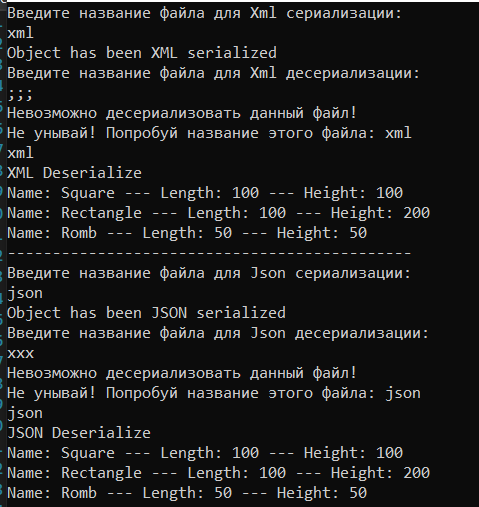 Введите название файла для Xml сериализации:
xml
Object has been XML serialized
Введите название файла для Xml десериализации:
;;;
Невозможно десериализовать данный файл!
Не унывай! Попробуй название этого файла: xml
xml
XML Deserialize
Name: Square --- Length: 100 --- Height: 100
Name: Rectangle --- Length: 100 --- Height: 200
Name: Romb --- Length: 50 --- Height: 50
---------------------------------------------
Введите название файла для Json сериализации:
json
Object has been JSON serialized
Введите название файла для Json десериализации:
xxx
Невозможно десериализовать данный файл!
Не унывай! Попробуй название этого файла: json
json
JSON Deserialize
Name: Square --- Length: 100 --- Height: 100
Name: Rectangle --- Length: 100 --- Height: 200
Name: Romb --- Length: 50 --- Height: 50